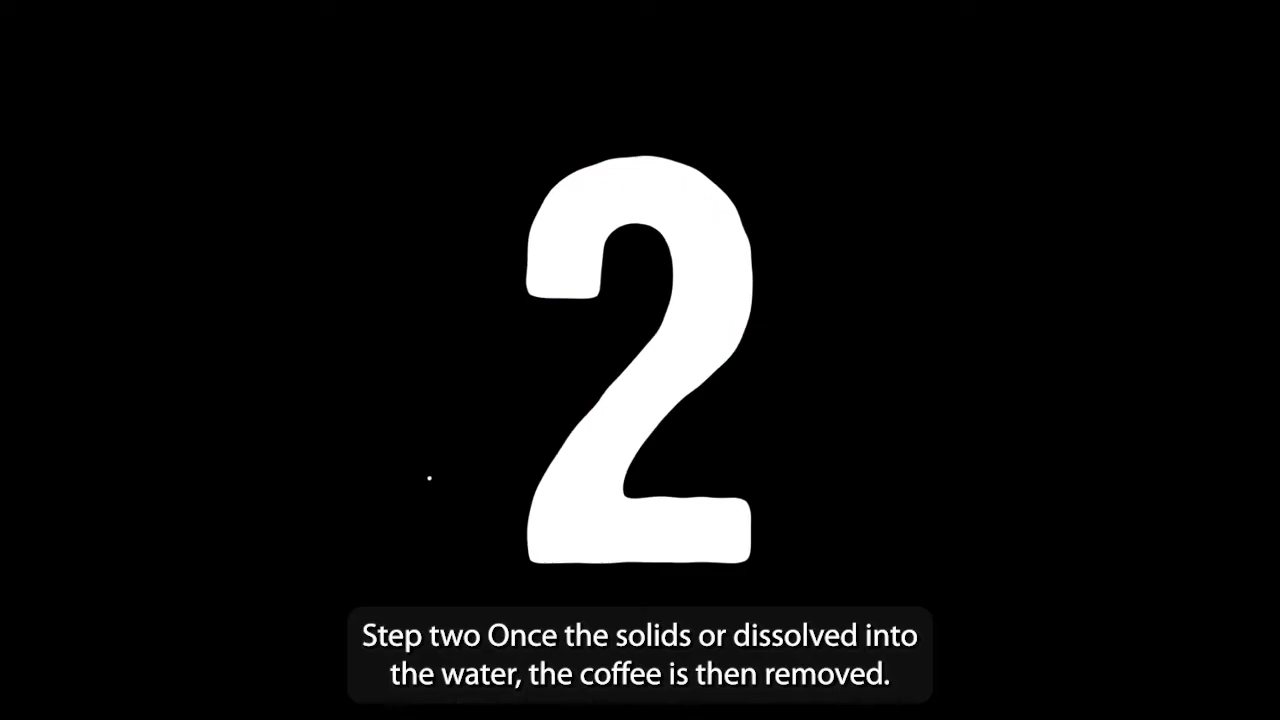 2
Step two Once the solids or dissolved into
the water, the coffee is then removed.